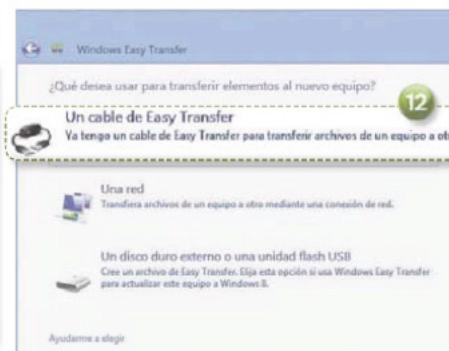 Windows Easy Transfer
¿Qué desea usar para transferir elementos al nuevo equipo?
12
Un cable de Easy Transfer
Ya tengo un cable de Easy Transfer para transferir archivos de un equipo a otr
Una red
Transfiera archivos de un equipo a otro mediante una conexión de red.
Un disco duro externo o una unidad flash USB
Cree un archivo de Easy Transfer. Elija esta opción si usa Windows Easy Transfer
para actualizar este equipo a Windows 8.
Ayudarme a elegir